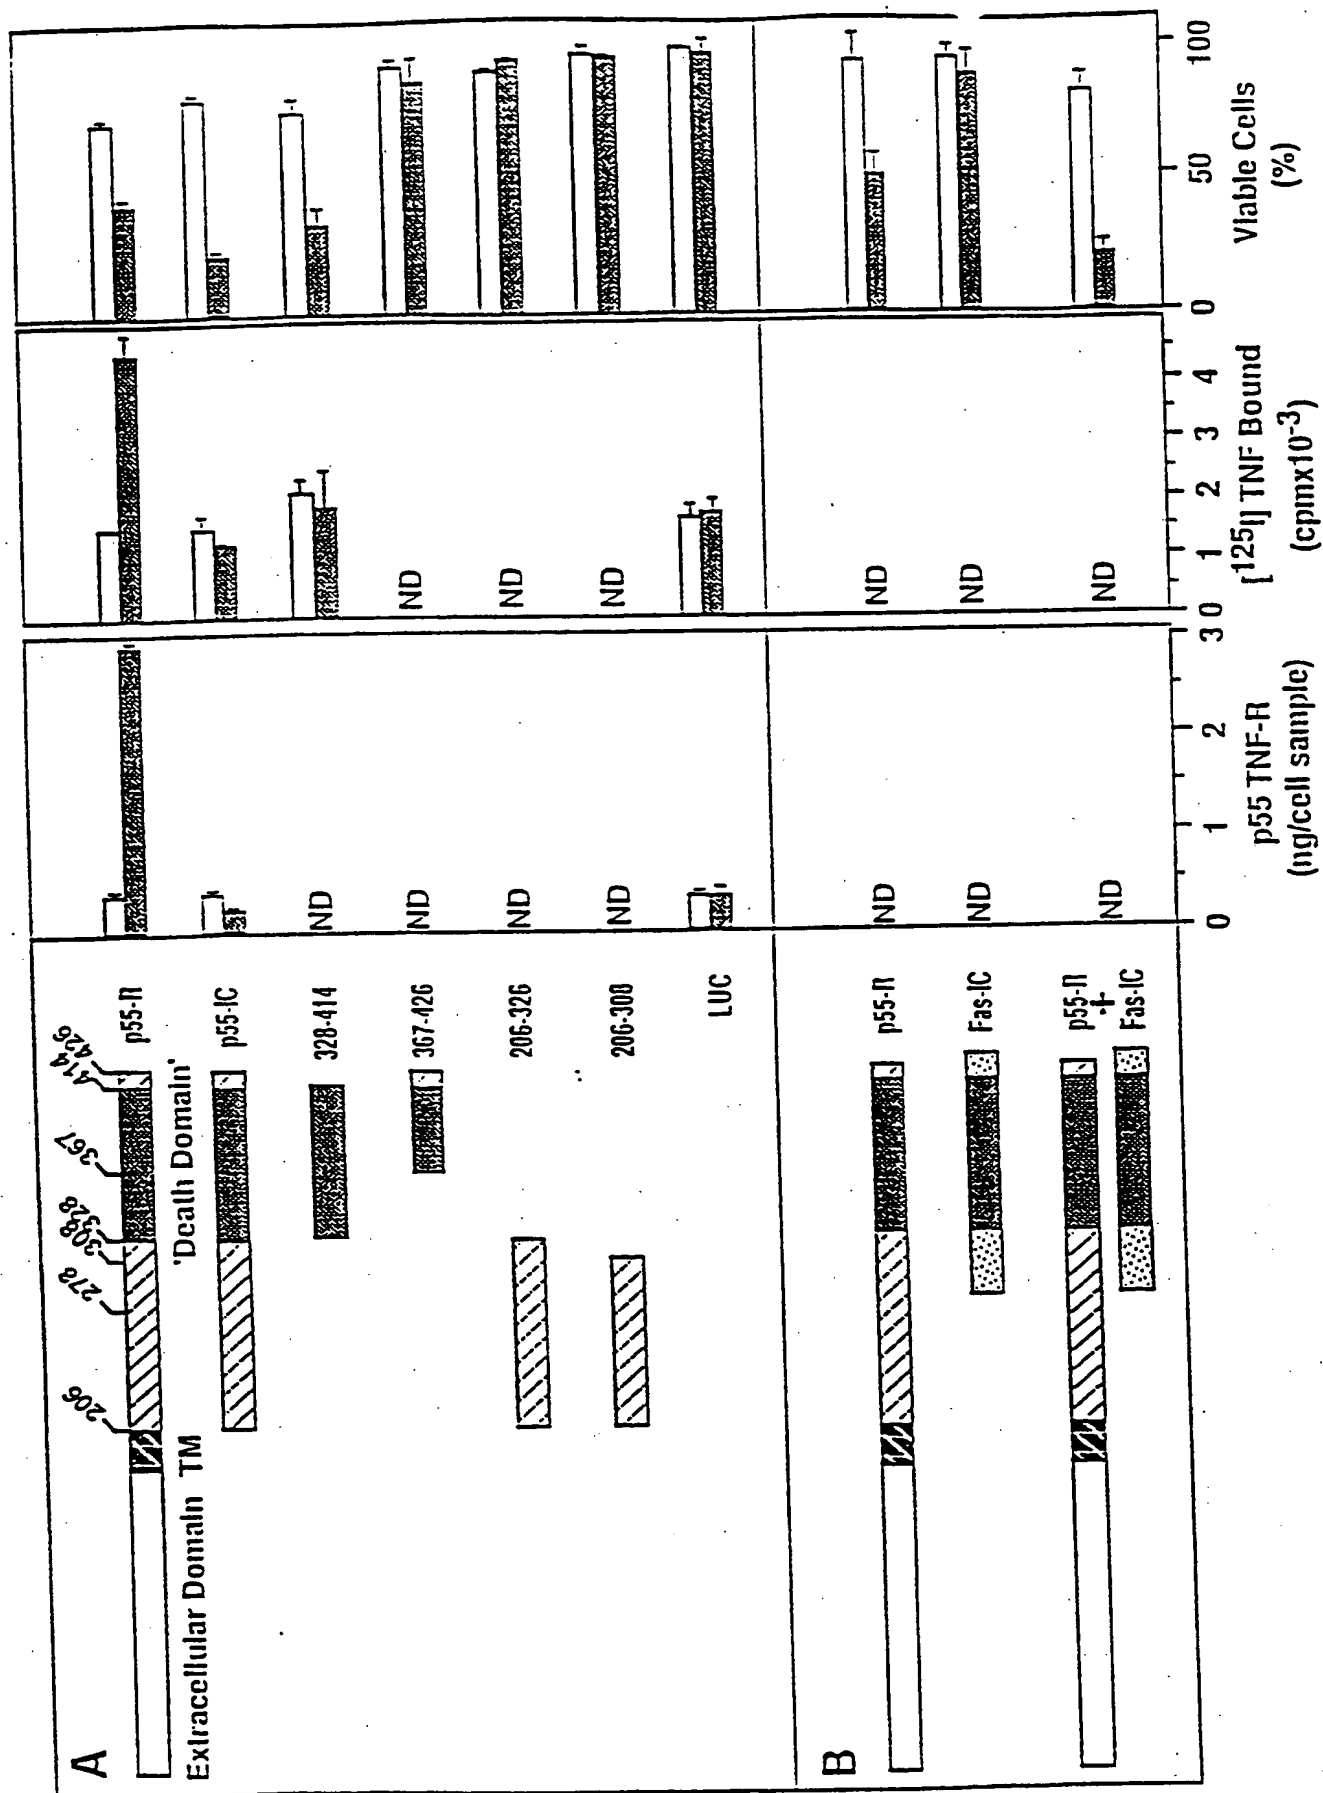 A
206
278
308
328
367
414
426
Extracellular Domain TM
'Death Domain'
p55-R
p55-IC
328-414
ND
ND
367-426
ND
ND
206-326
ND
ND
206-308
ND
ND
LUC
B
p55-R
ND
ND
Fas-IC
ND
ND
p55-R
+
Fas-IC
ND
ND
0 1 2 3
p55 TNF-R
(ng/cell sample)
0 1 2 3 4
[125I] TNF Bound
(cpmx10-3)
0 50 100
Viable Cells
(%)